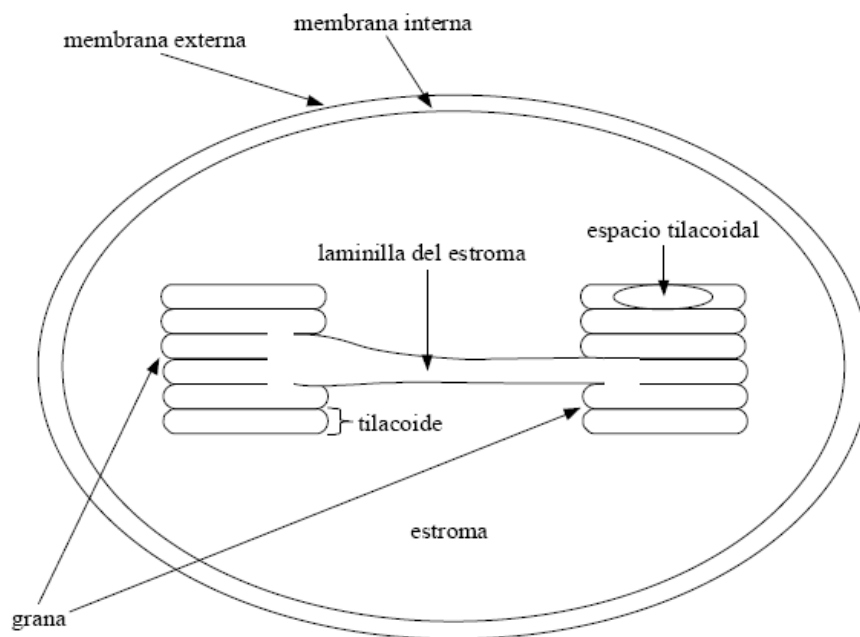 membrana interna
membrana externa
espacio tilacoidal
laminilla del estroma
tilacoide
estroma
grana